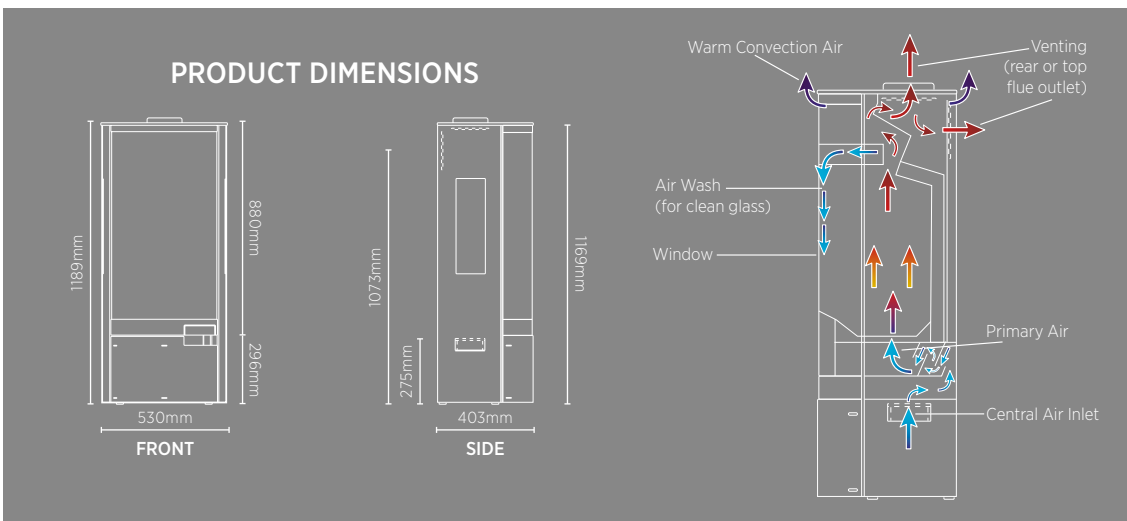 PRODUCT DIMENSIONS
1189mm
880mm
296mm
530mm
FRONT
1073mm
275mm
1169mm
403mm
SIDE
Warm Convection Air
Venting
(rear or top
flue outlet)
Air Wash
(for clean glass)
Window
Primary Air
Central Air Inlet